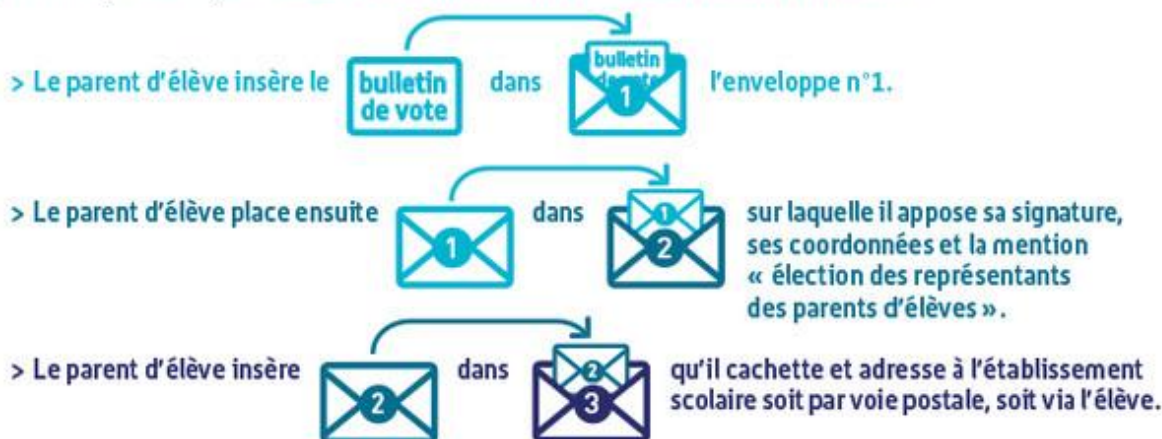 > Le parent d'élève insère le bulletin de vote dans bulletin de vote 1 l'enveloppe n°1.
> Le parent d'élève place ensuite 1 dans 1 2 sur laquelle il appose sa signature,
ses coordonnées et la mention
« élection des représentants
des parents d'élèves ».
> Le parent d'élève insère 2 dans 2 3 qu'il cachette et adresse à l'établissement
scolaire soit par voie postale, soit via l'élève.